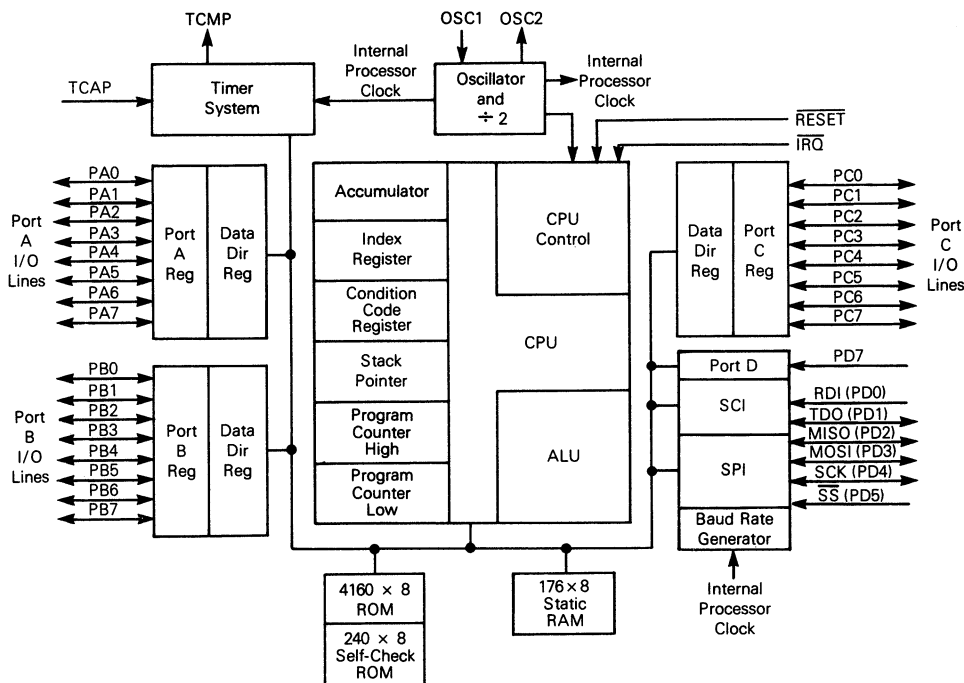 TCMP
OSC1
OSC2
TCAP
Timer
System
Internal
Processor
Clock
Oscillator
and
÷ 2
Internal
Processor
Clock
RESET
IRQ
Port
A
I/O
Lines
PA0
PA1
PA2
PA3
PA4
PA5
PA6
PA7
Port
A
Reg
Data
Dir
Reg
Accumulator
Index
Register
Condition
Code
Register
Stack
Pointer
Program
Counter
High
Program
Counter
Low
CPU
Control
CPU
ALU
Data
Dir
Reg
Port
C
Reg
PC0
PC1
PC2
PC3
PC4
PC5
PC6
PC7
Port
C
I/O
Lines
Port
B
I/O
Lines
PB0
PB1
PB2
PB3
PB4
PB5
PB6
PB7
Port
B
Reg
Data
Dir
Reg
Port D
SCI
SPI
Baud Rate
Generator
PD7
RDI (PD0)
TDO (PD1)
MISO (PD2)
MOSI (PD3)
SCK (PD4)
SS (PD5)
Internal
Processor
Clock
4160 × 8
ROM
240 × 8
Self-Check
ROM
176×8
Static
RAM